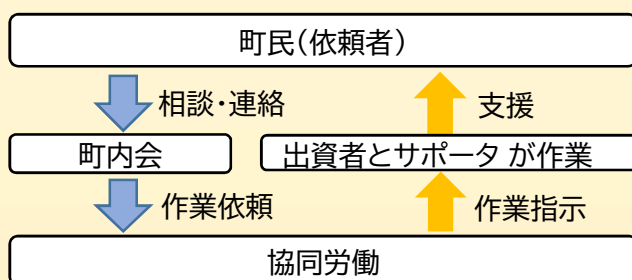 町民(依頼者)
相談・連絡 支援
町内会 出資者とサポータ が作業
作業依頼 作業指示
協同労働